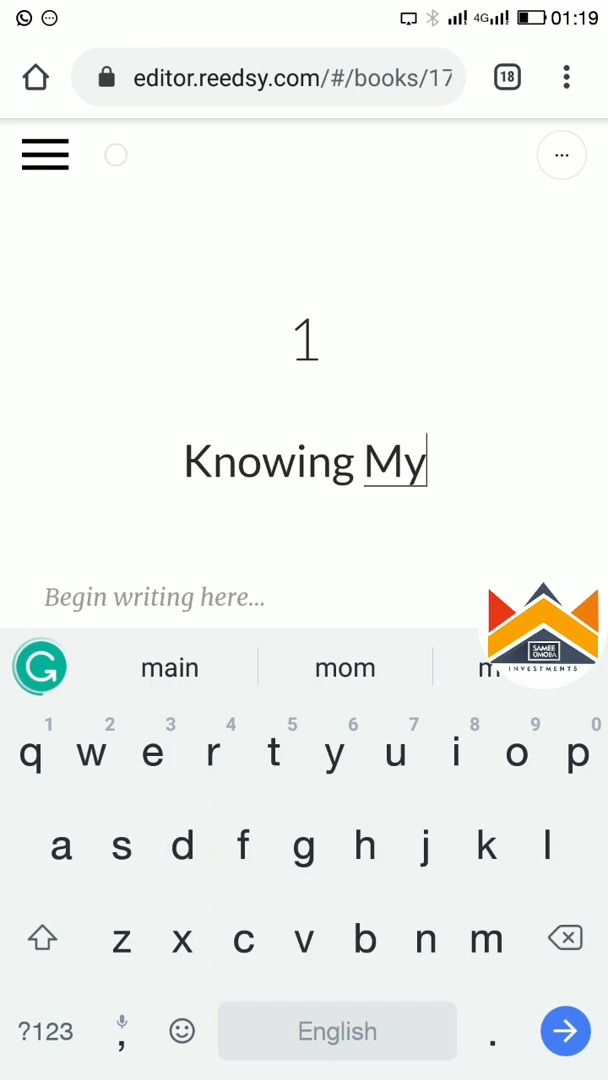 4G 01:19
editor.reedsy.com/#/books/17
18
1
Knowing My
Begin writing here...
main mom
SAMEE
OMOBA
INVESTMENTS
1 2 3 4 5 6 7 8 9 0
q w e r t y u i o p
a s d f g h j k l
z x c v b n m
?123 , English .